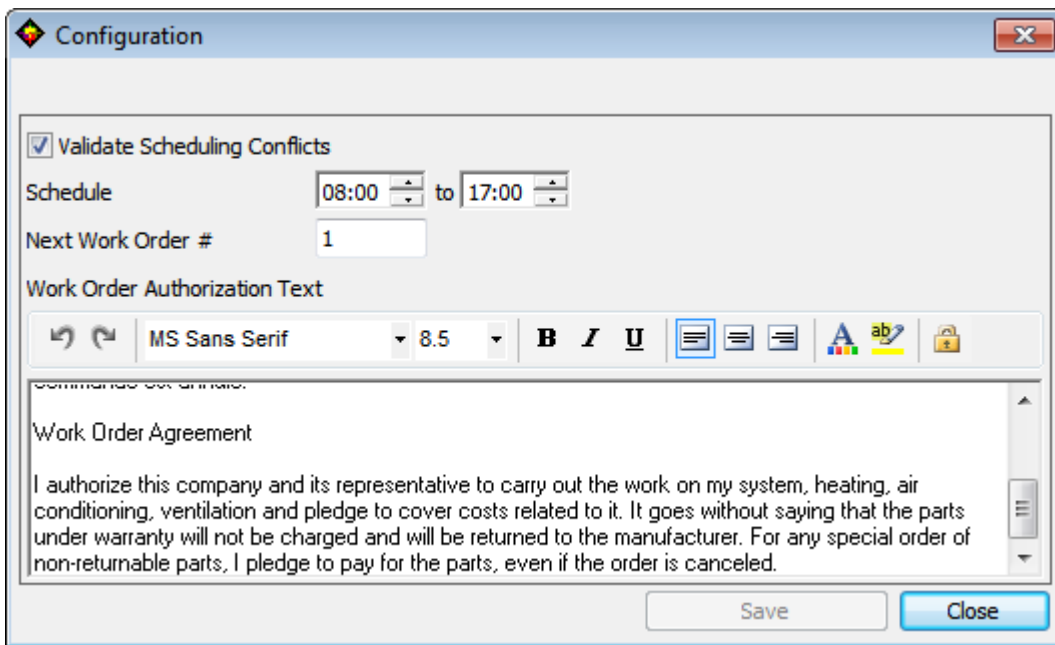 Configuration
Validate Scheduling Conflicts
Schedule 08:00 to 17:00
Next Work Order # 1
Work Order Authorization Text
MS Sans Serif 8.5 B I U A ab
Work Order Agreement
I authorize this company and its representative to carry out the work on my system, heating, air
conditioning, ventilation and pledge to cover costs related to it. It goes without saying that the parts
under warranty will not be charged and will be returned to the manufacturer. For any special order of
non-returnable parts, I pledge to pay for the parts, even if the order is canceled.
Save Close